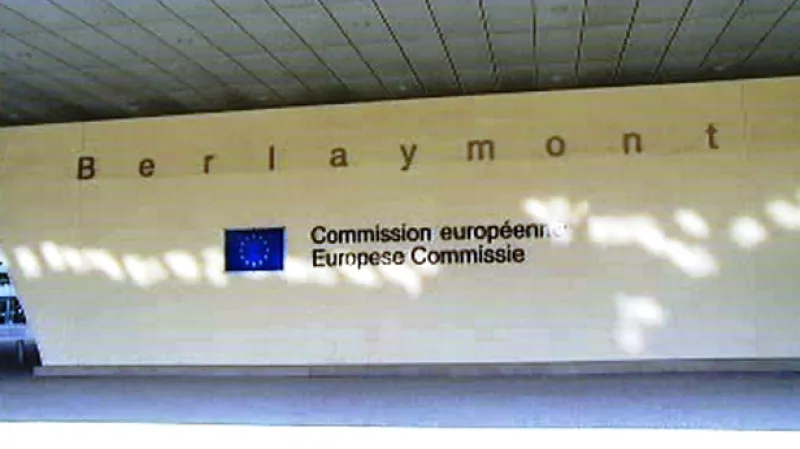 Berlaymont
Commission européenne
Europese Commissie